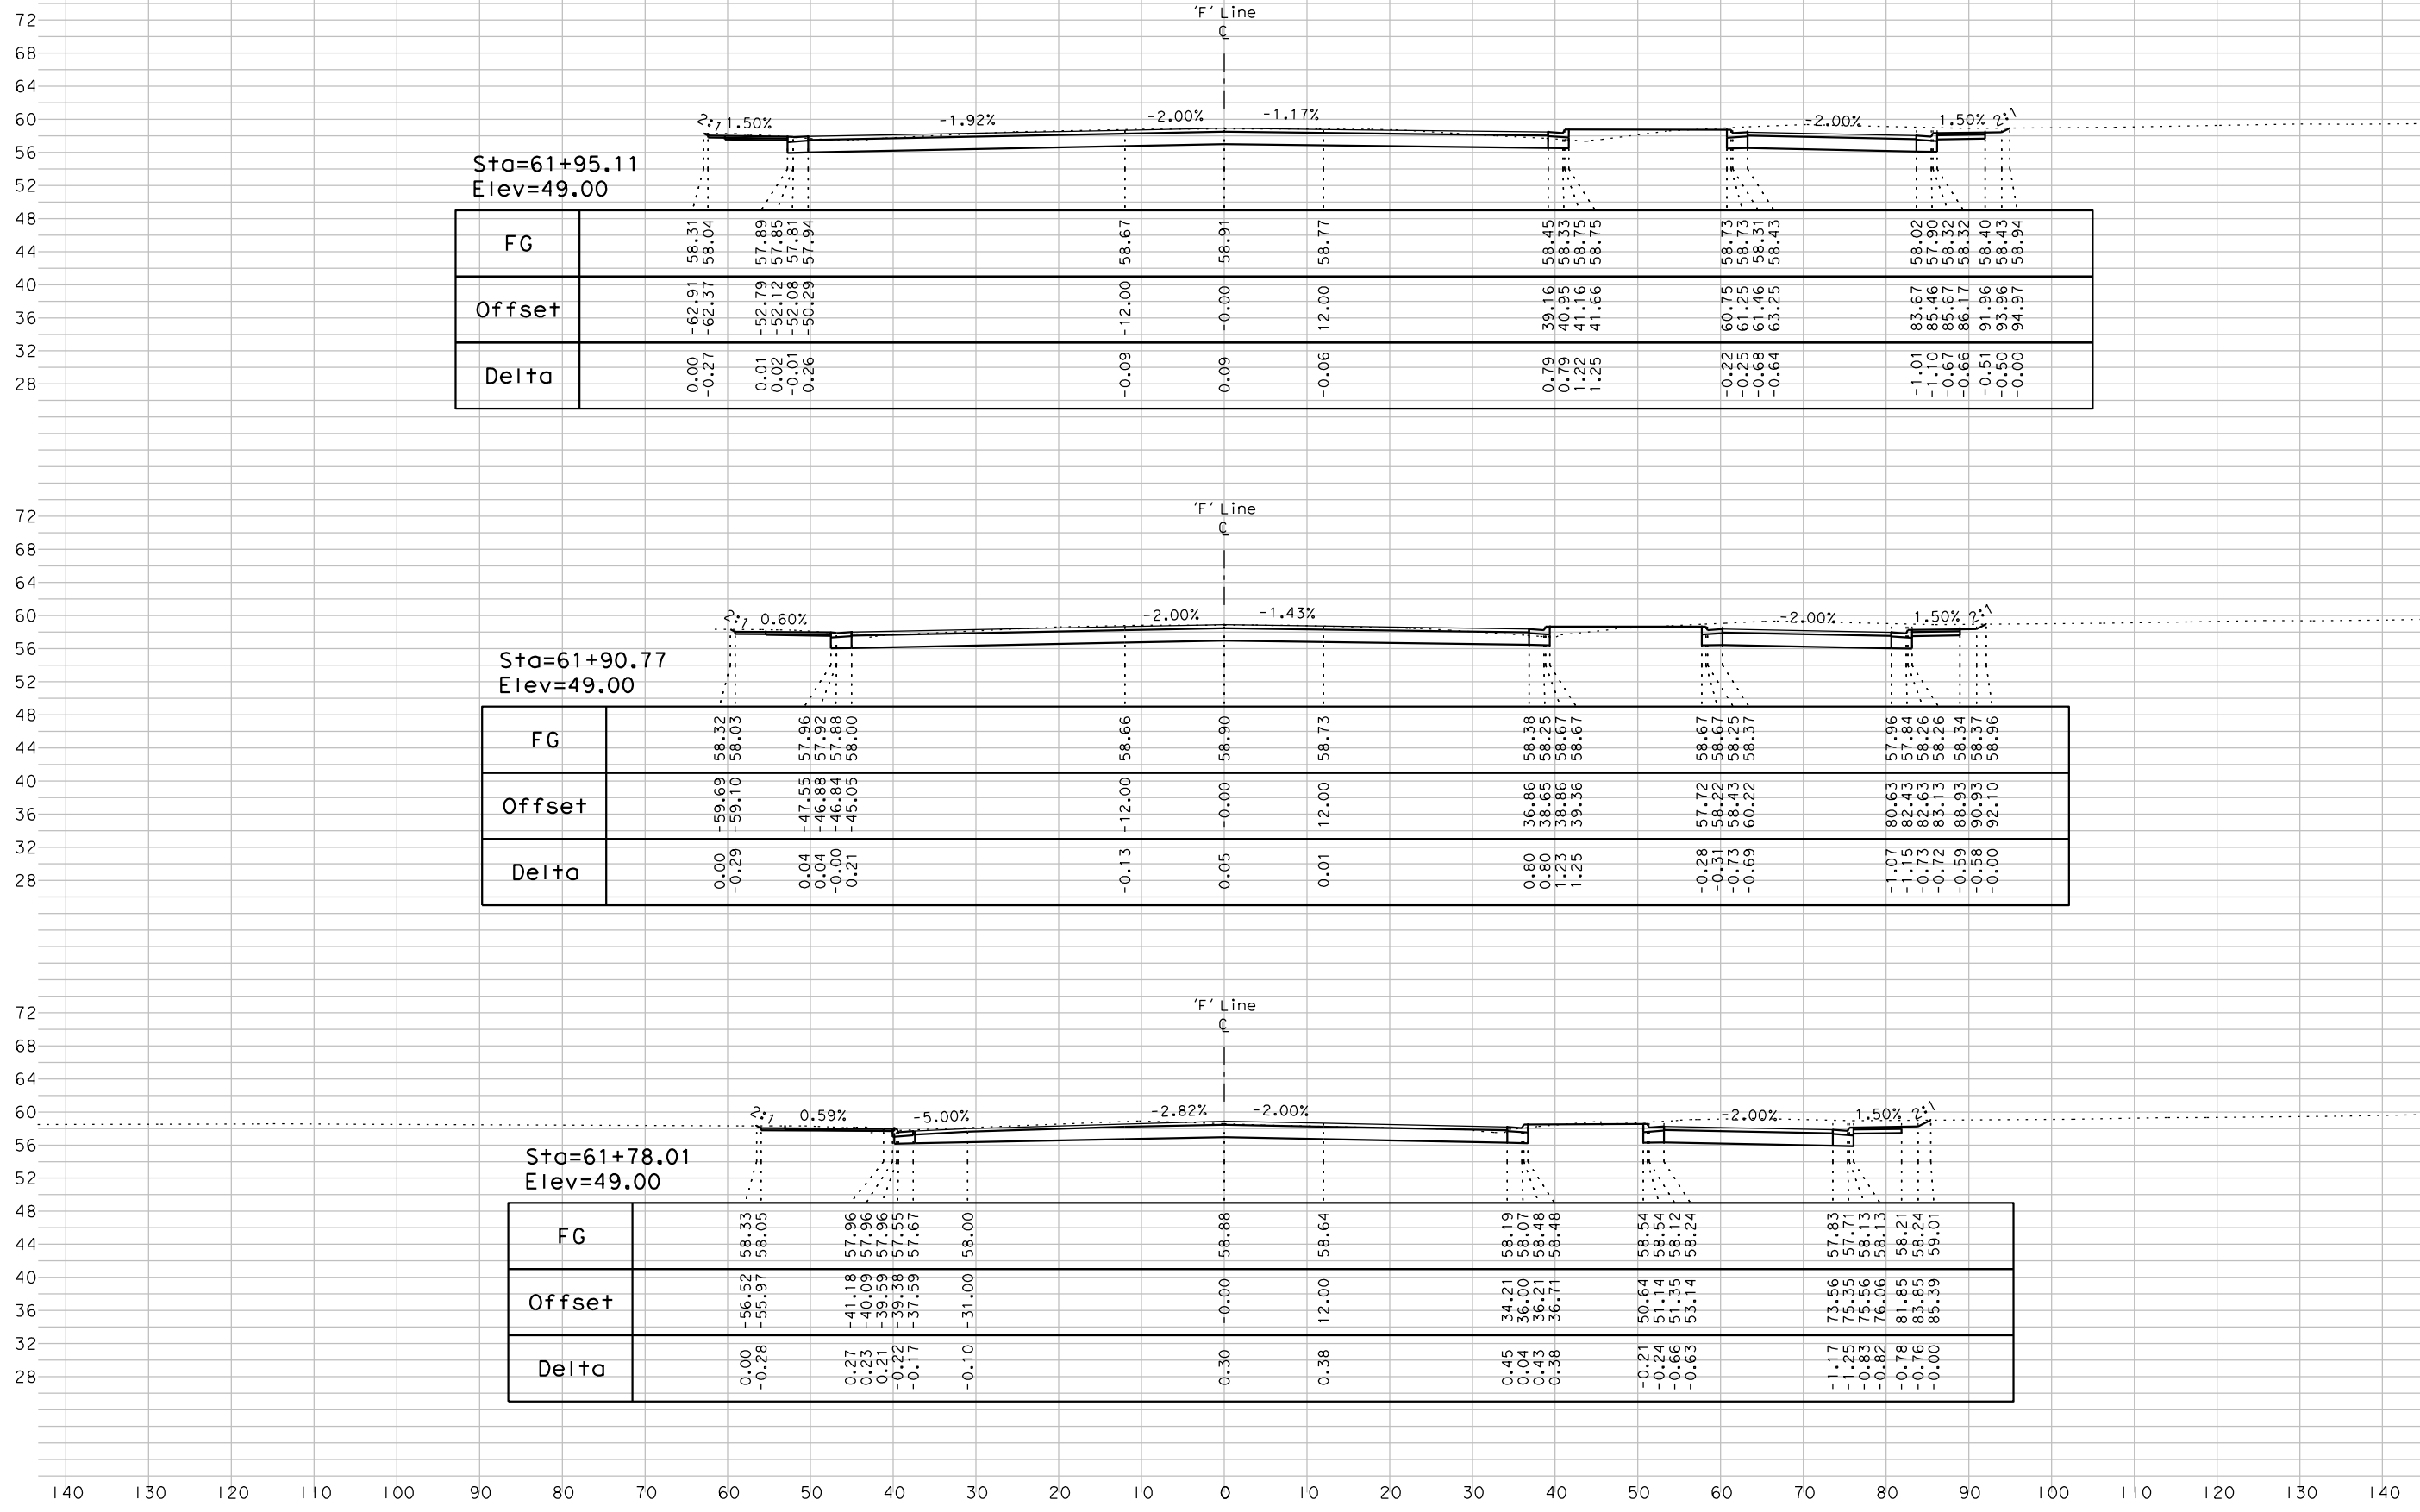 'F' Line
℄
72
68
64
60
56
52
48
44
40
36
32
28
2:1 1.50% -1.92% -2.00% -1.17% -2.00% 1.50% 2:1
Sta=61+95.11
Elev=49.00
FG 58.31 58.04 57.89 57.85 57.81 57.94 58.67 58.91 58.77 58.45 58.33 58.75 58.75 58.73 58.73 58.31 58.43 58.02 57.90 58.32 58.32 58.40 58.43 58.94
Offset -62.91 -62.37 -52.79 -52.12 -52.08 -50.29 -12.00 -0.00 12.00 39.16 40.95 41.16 41.66 60.75 61.25 61.46 63.25 83.67 85.46 85.67 86.17 91.96 93.96 94.97
Delta 0.00 -0.27 0.01 0.02 -0.01 0.26 -0.09 0.09 -0.06 0.79 0.79 1.22 1.25 -0.22 -0.25 -0.68 -0.64 -1.01 -1.10 -0.67 -0.66 -0.51 -0.50 -0.00
'F' Line
℄
72
68
64
60
56
52
48
44
40
36
32
28
2:1 0.60% -2.00% -1.43% -2.00% 1.50% 2:1
Sta=61+90.77
Elev=49.00
FG 58.32 58.03 57.96 57.92 57.88 58.00 58.66 58.90 58.73 58.38 58.25 58.67 58.67 58.67 58.67 58.25 58.37 57.96 57.84 58.26 58.26 58.34 58.37 58.96
Offset -59.69 -59.10 -47.55 -46.88 -46.84 -45.05 -12.00 -0.00 12.00 36.86 38.65 38.86 39.36 57.72 58.22 58.43 60.22 80.63 82.43 82.63 83.13 88.93 90.93 92.10
Delta 0.00 -0.29 0.04 0.04 -0.00 0.21 -0.13 0.05 0.01 0.80 0.80 1.23 1.25 -0.28 -0.31 -0.73 -0.69 -1.07 -1.15 -0.73 -0.72 -0.59 -0.58 -0.00
'F' Line
℄
72
68
64
60
56
52
48
44
40
36
32
28
2:1 0.59% -5.00% -2.82% -2.00% -2.00% 1.50% 2:1
Sta=61+78.01
Elev=49.00
FG 58.33 58.05 57.96 57.96 57.96 57.55 57.67 58.00 58.88 58.64 58.19 58.07 58.48 58.48 58.54 58.54 58.12 58.24 57.83 57.71 58.13 58.13 58.21 58.24 59.01
Offset -56.52 -55.97 -41.18 -40.09 -39.59 -39.38 -37.59 -31.00 -0.00 12.00 34.21 36.00 36.21 36.71 50.64 51.14 51.35 53.14 73.56 75.35 75.56 76.06 81.85 83.85 85.39
Delta 0.00 -0.28 0.27 0.23 0.21 -0.22 -0.17 -0.10 0.30 0.38 0.45 0.04 0.43 0.38 -0.21 -0.24 -0.66 -0.63 -1.17 -1.25 -0.83 -0.82 -0.78 -0.76 -0.00
140 130 120 110 100 90 80 70 60 50 40 30 20 10 0 10 20 30 40 50 60 70 80 90 100 110 120 130 140